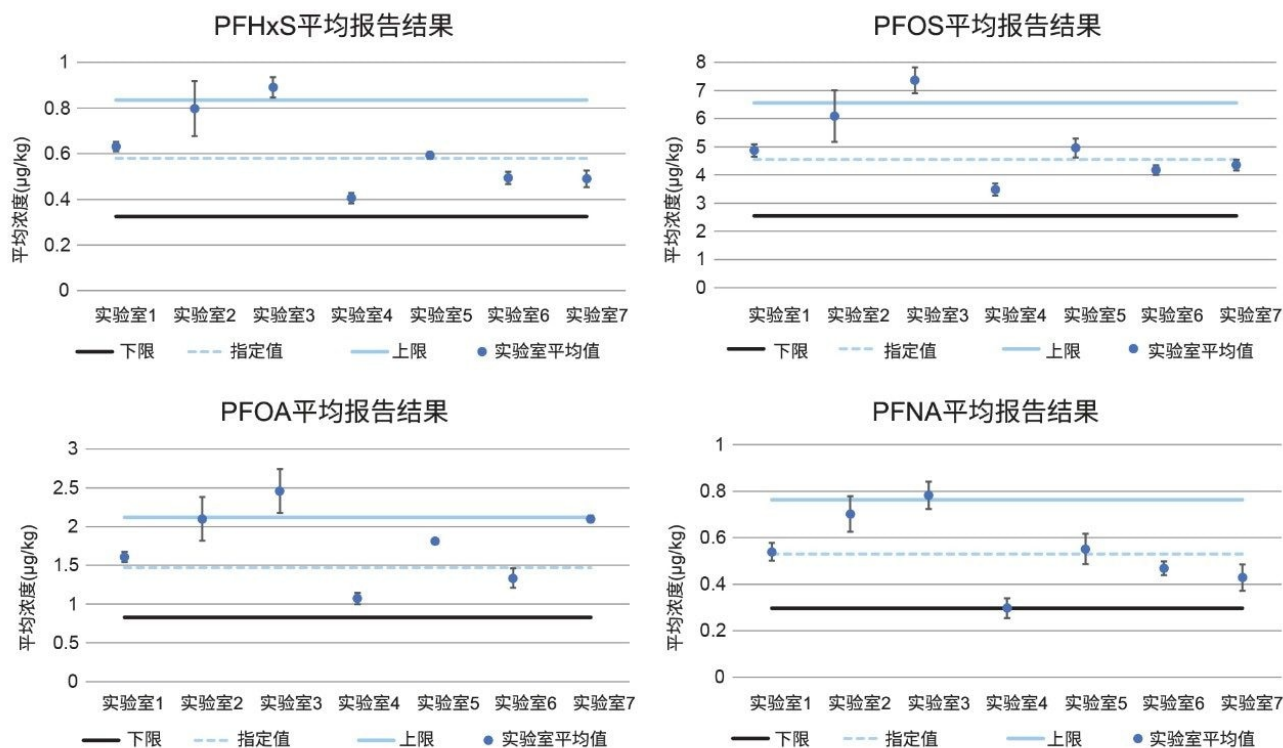 PFHxS平均报告结果
平均浓度(µg/kg)
1
0.8
0.6
0.4
0.2
0
实验室1 实验室2 实验室3 实验室4 实验室5 实验室6 实验室7
下限 指定值 上限 实验室平均值
PFOS平均报告结果
平均浓度(µg/kg)
8
7
6
5
4
3
2
1
0
实验室1 实验室2 实验室3 实验室4 实验室5 实验室6 实验室7
下限 指定值 上限 实验室平均值
PFOA平均报告结果
平均浓度(µg/kg)
3
2.5
2
1.5
1
0.5
0
实验室1 实验室2 实验室3 实验室4 实验室5 实验室6 实验室7
下限 指定值 上限 实验室平均值
PFNA平均报告结果
平均浓度(µg/kg)
1
0.8
0.6
0.4
0.2
0
实验室1 实验室2 实验室3 实验室4 实验室5 实验室6 实验室7
下限 指定值 上限 实验室平均值